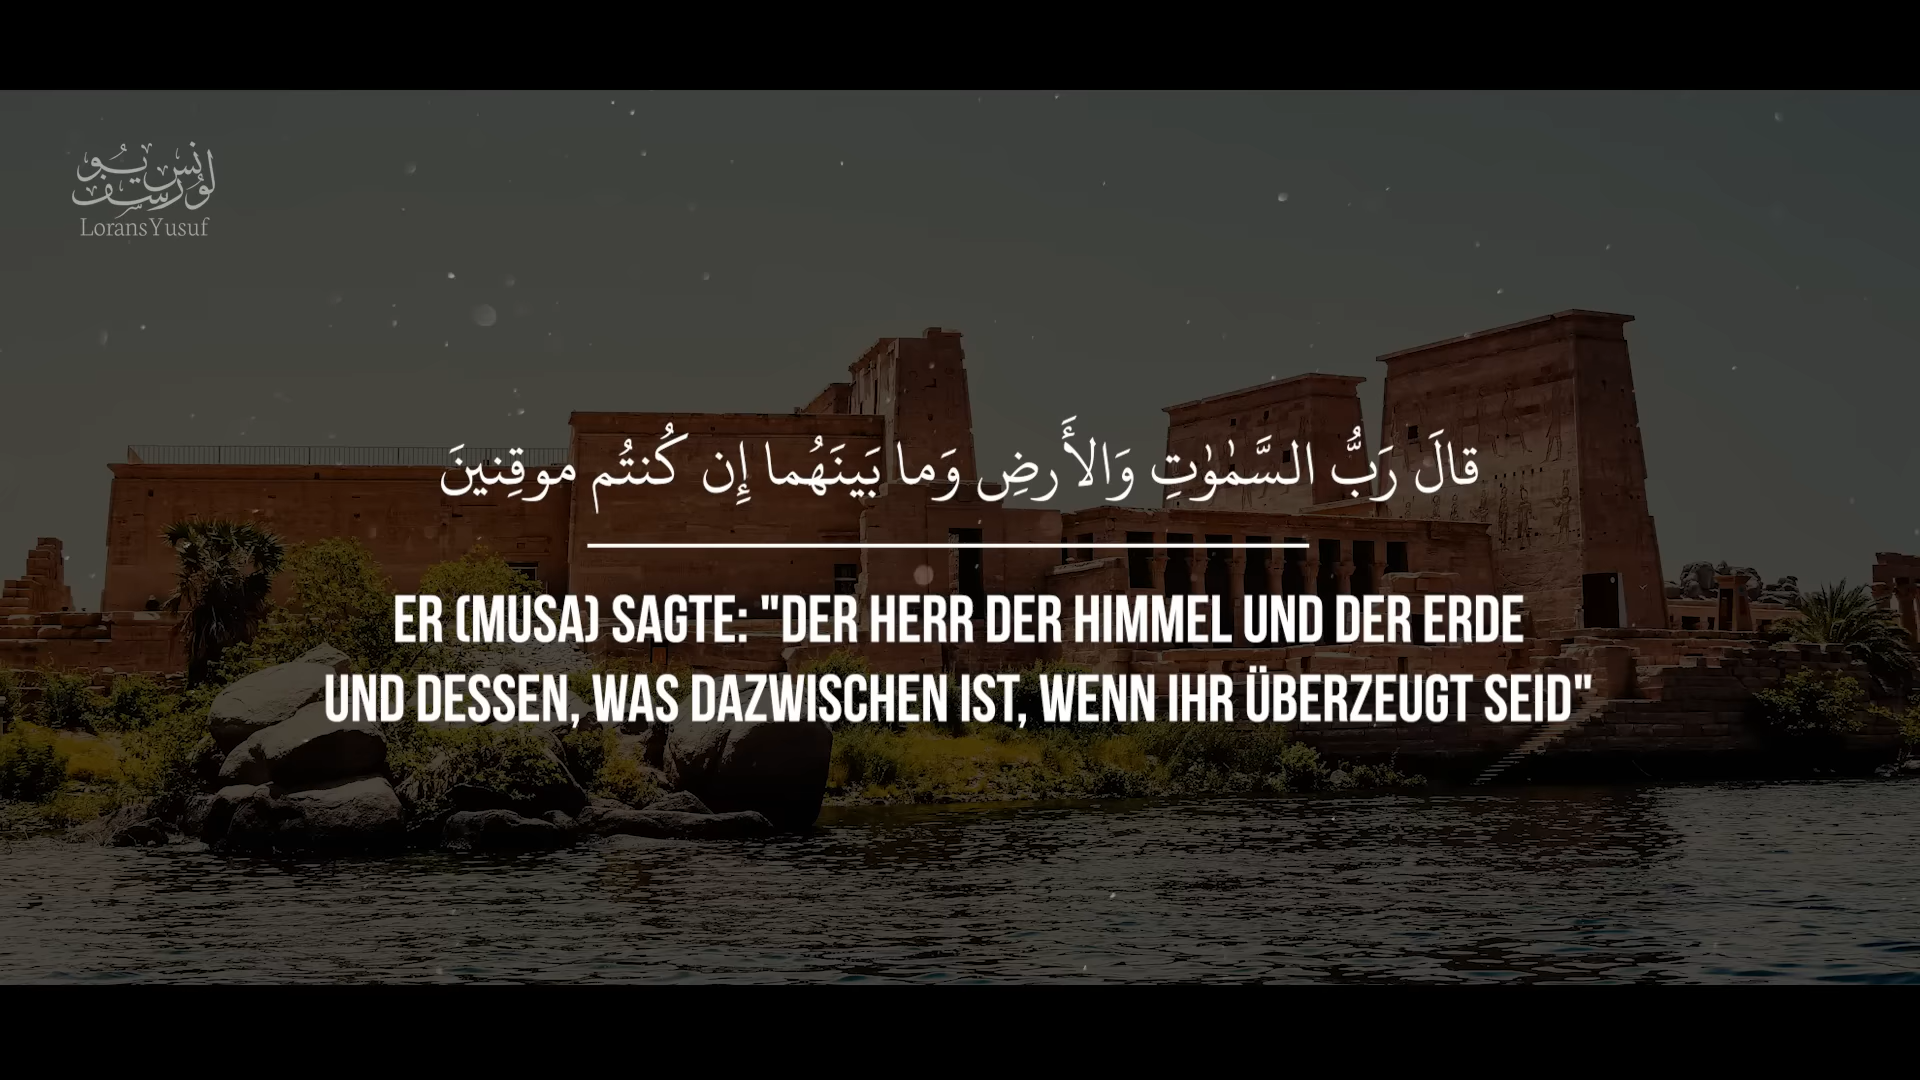 لورنس يوسف
LoransYusuf
قالَ رَبُّ السَّمٰوٰتِ وَالأَرضِ وَما بَينَهُما إِن كُنتُم موقِنينَ
ER (MUSA) SAGTE: "DER HERR DER HIMMEL UND DER ERDE
UND DESSEN, WAS DAZWISCHEN IST, WENN IHR ÜBERZEUGT SEID"